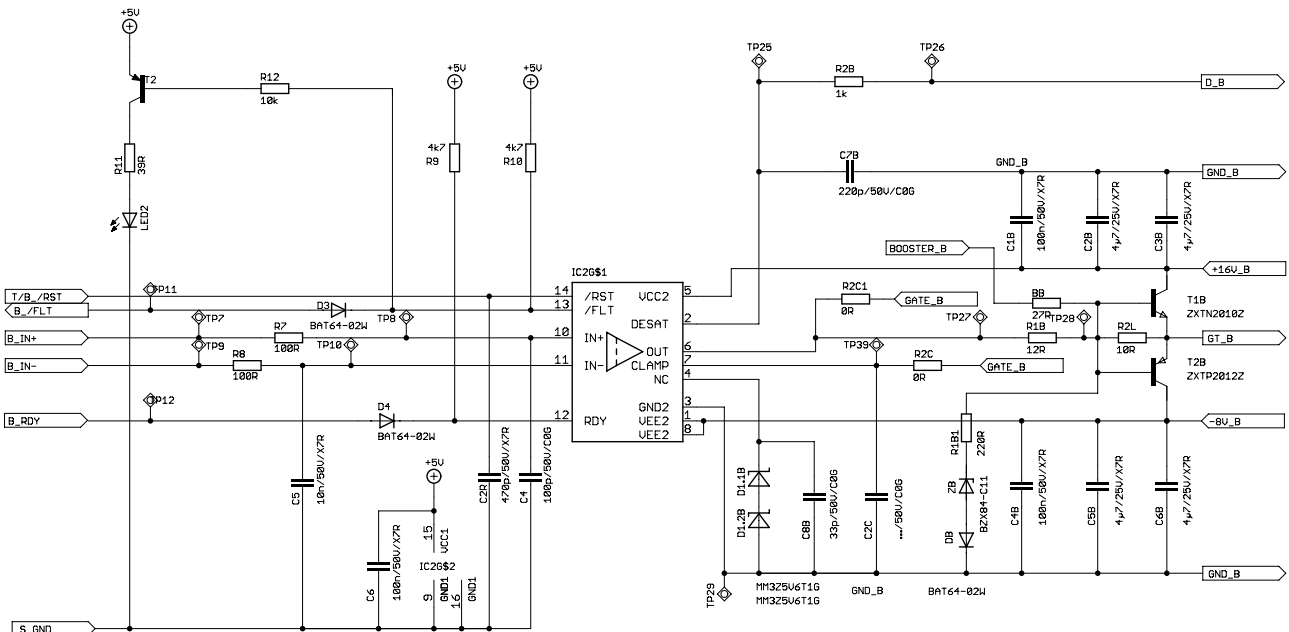 +5V
TP25
TP26
T2
R12
10k
+5V
+5V
R2B
1k
D_B
R11
39R
4k7
R9
4k7
R10
C7B
220p/50V/C0G
GND_B
GND_B
LED2
C1B
100n/50V/X7R
C2B
4µ7/25V/X7R
C3B
4µ7/25V/X7R
BOOSTER_B
IC2G$1
+16V_B
T/B_/RST
TP11
14
/RST
VCC2
5
B_/FLT
D3
BAT64-02W
13
/FLT
R2C1
0R
GATE_B
BB
27R
T1B
ZXTN2010Z
TP7
TP8
DESAT
2
TP27
TP28
B_IN+
R7
100R
10
IN+
R1B
12R
R2L
10R
GT_B
TP9
TP10
OUT
6
TP39
B_IN-
R8
100R
11
IN-
CLAMP
7
R2C
0R
GATE_B
T2B
ZXTP2012Z
NC
4
TP12
D4
BAT64-02W
GND2
3
B_RDY
12
RDY
VEE2
1
VEE2
8
-8V_B
R1B1
220R
+5V
C5
10n/50V/X7R
C2R
470p/50V/X7R
C4
100p/50V/C0G
D1.1B
D1.2B
C8B
33p/50V/C0G
C2C
.../50V/C0G
ZB
BZX84-C11
DB
C4B
100n/50V/X7R
C5B
4µ7/25V/X7R
C6B
4µ7/25V/X7R
15
VCC1
IC2G$2
C6
100n/50V/X7R
9
GND1
16
GND1
TP29
MM3Z5V6T1G
MM3Z5V6T1G
GND_B
BAT64-02W
GND_B
S_GND